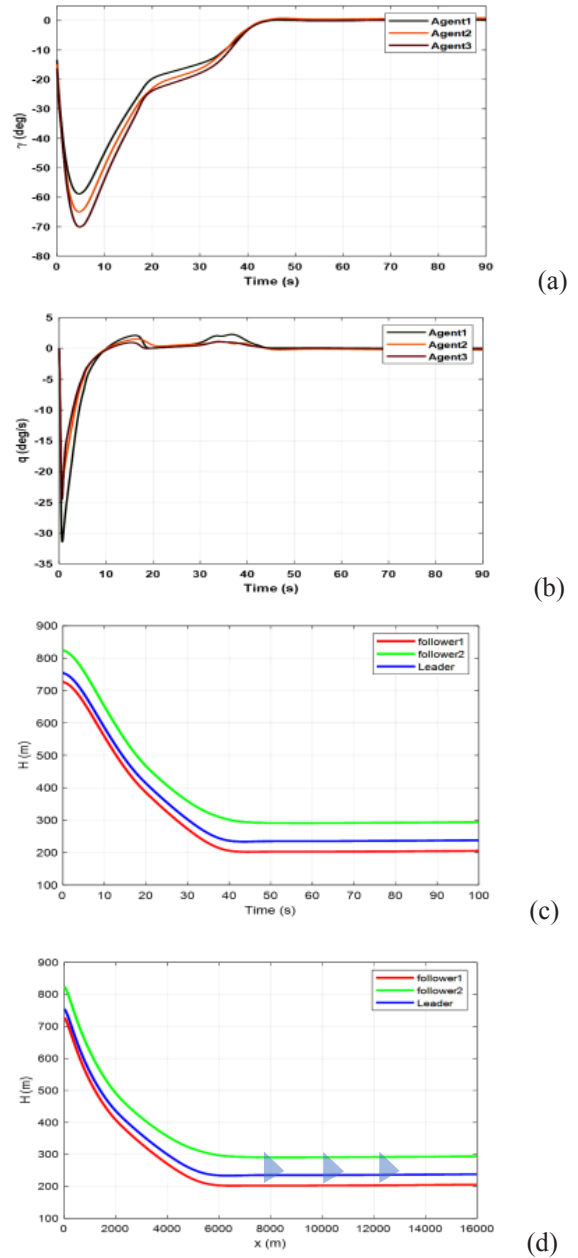 0
-10
-20
-30
-40
-50
-60
-70
-80
γ (deg)
Agent1
Agent2
Agent3
0 10 20 30 40 50 60 70 80 90
Time (s)
(a)
5
0
-5
-10
-15
-20
-25
-30
-35
q (deg/s)
Agent1
Agent2
Agent3
0 10 20 30 40 50 60 70 80 90
Time (s)
(b)
900
800
700
600
500
400
300
200
100
H (m)
follower1
follower2
Leader
0 10 20 30 40 50 60 70 80 90 100
Time (s)
(c)
900
800
700
600
500
400
300
200
100
H (m)
follower1
follower2
Leader
0 2000 4000 6000 8000 10000 12000 14000 16000
x (m)
(d)